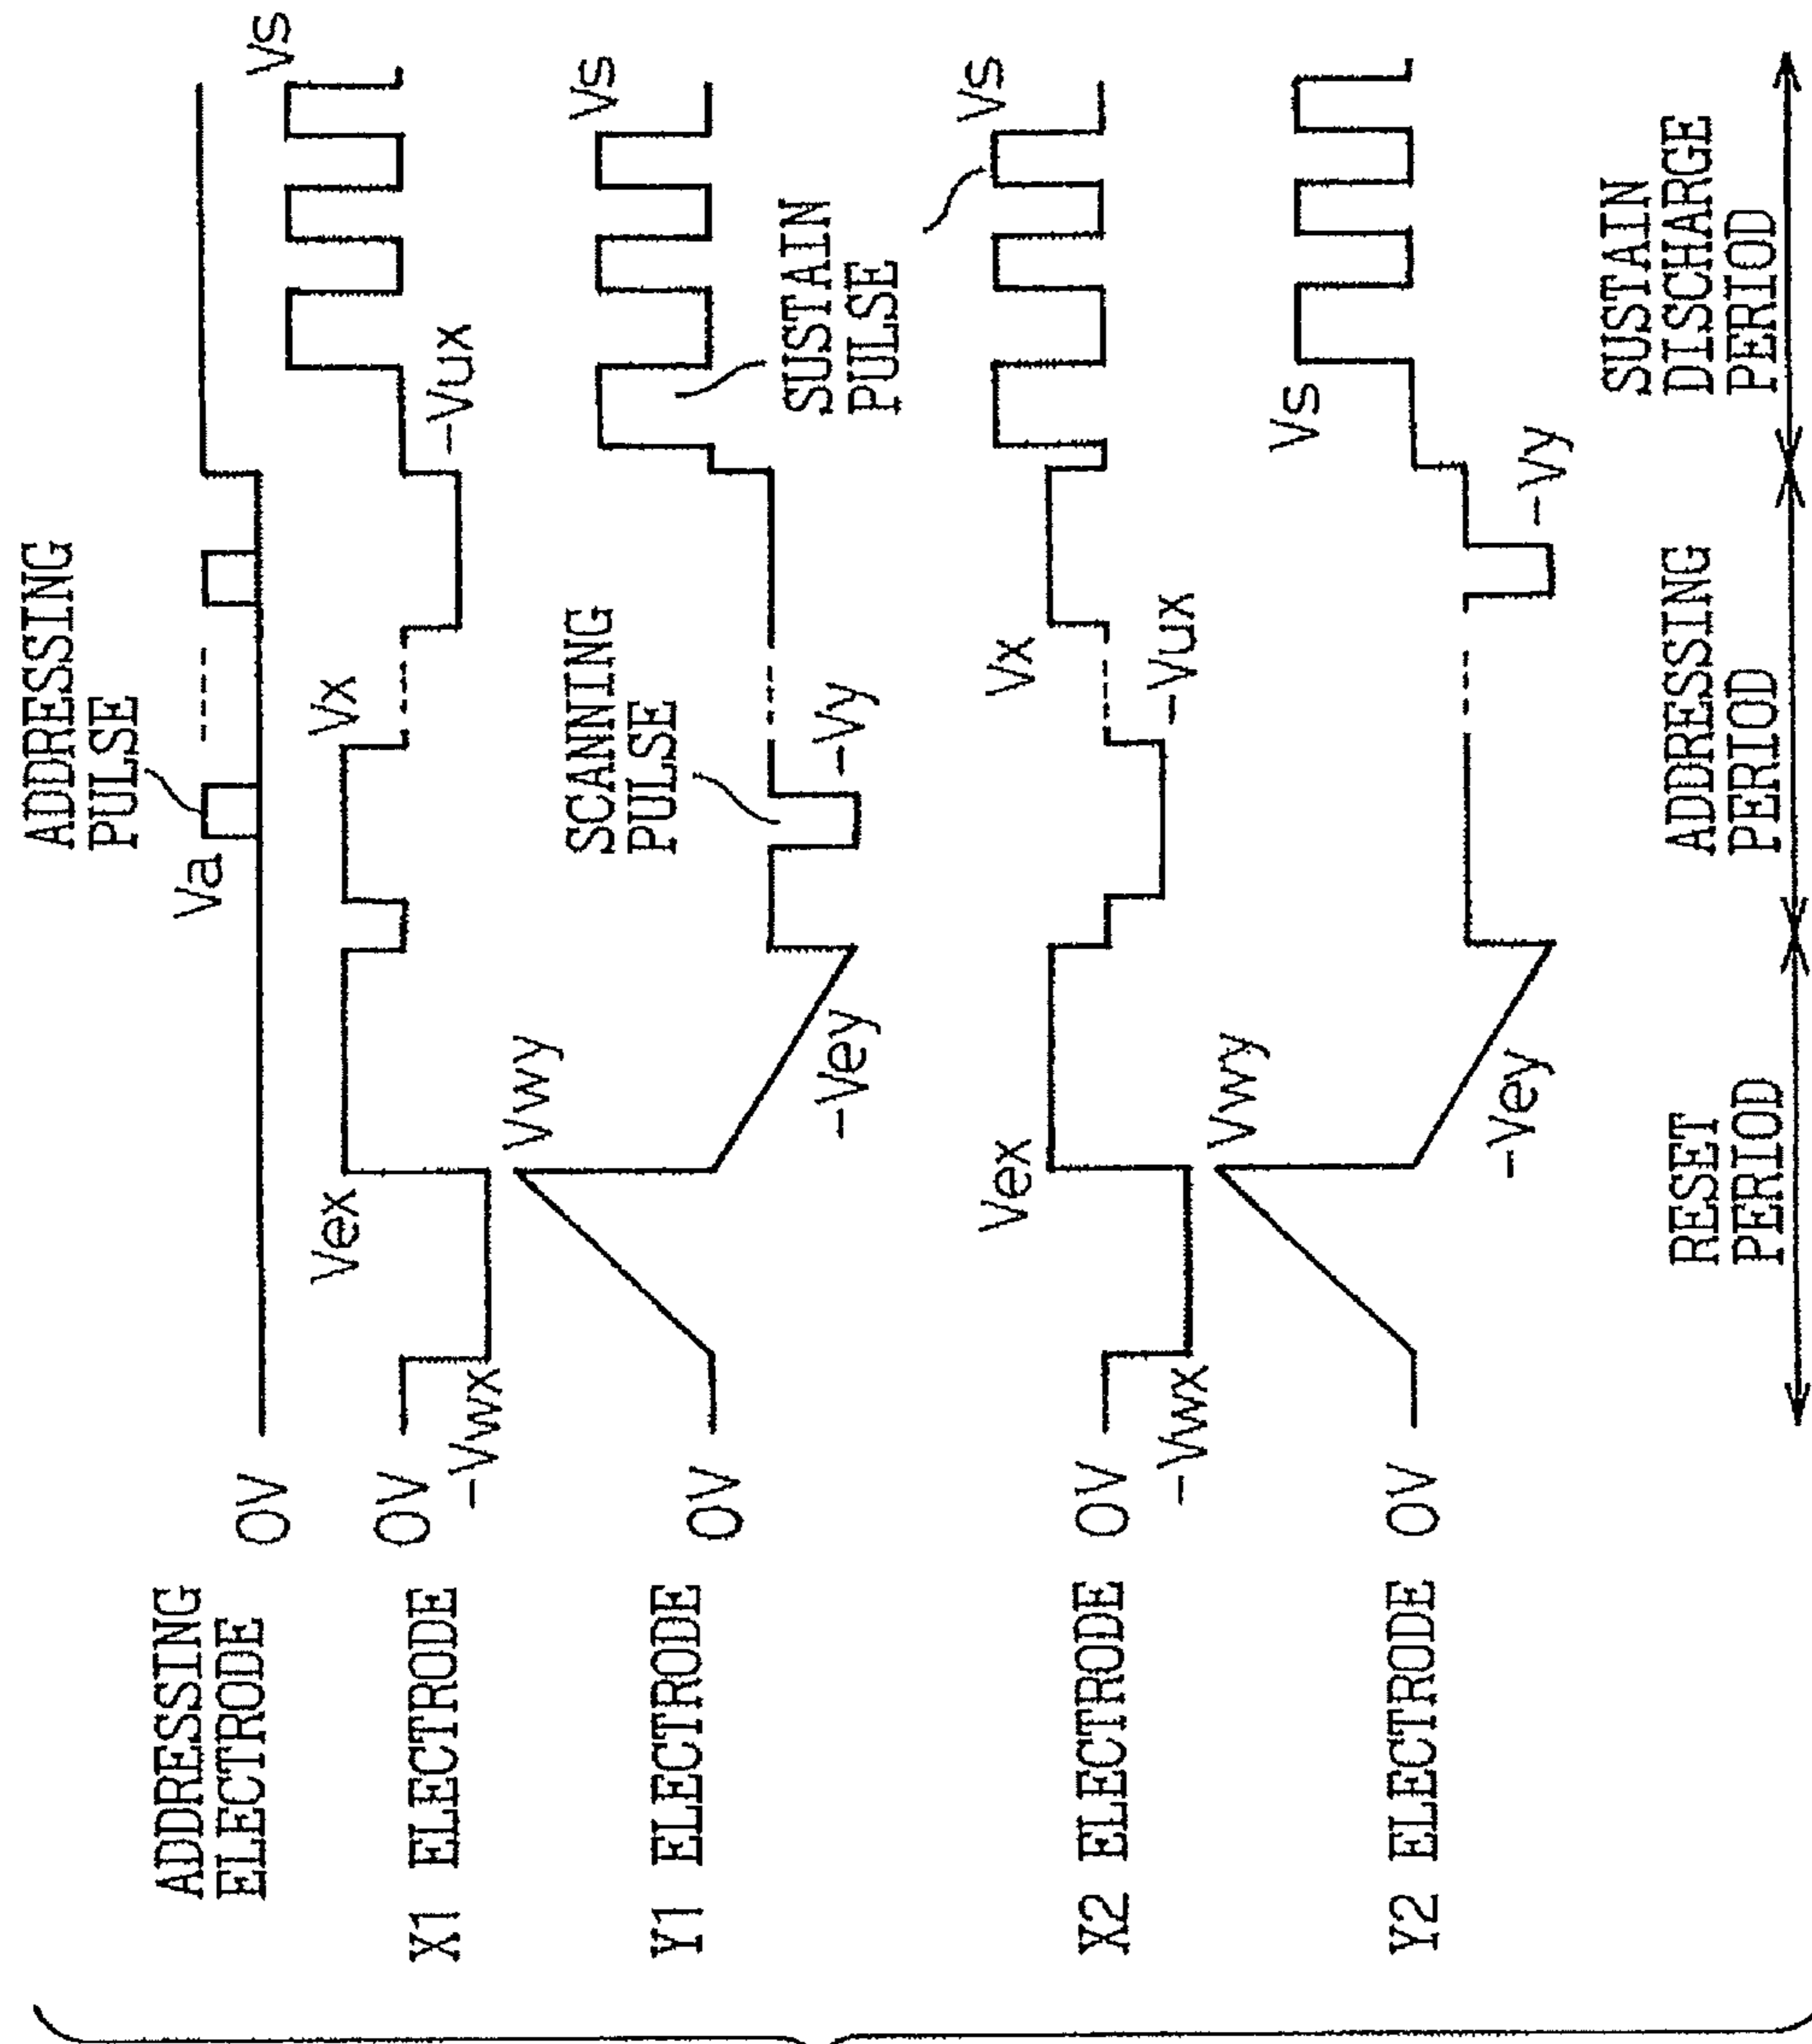 ADDRESSING
PULSE
ADDRESSING
ELECTRODE
0V
Va
Vs
X1 ELECTRODE
0V
-Vwx
Vex
Vx
-Vux
SCANNING
PULSE
Y1 ELECTRODE
0V
Vwy
-Vey
-Vy
Vs
SUSTAIN
PULSE
X2 ELECTRODE
0V
-Vwx
Vex
Vx
-Vux
Vs
Y2 ELECTRODE
0V
Vwy
-Vey
Vs
-Vy
RESET
PERIOD
ADDRESSING
PERIOD
SUSTAIN
DISCHARGE
PERIOD